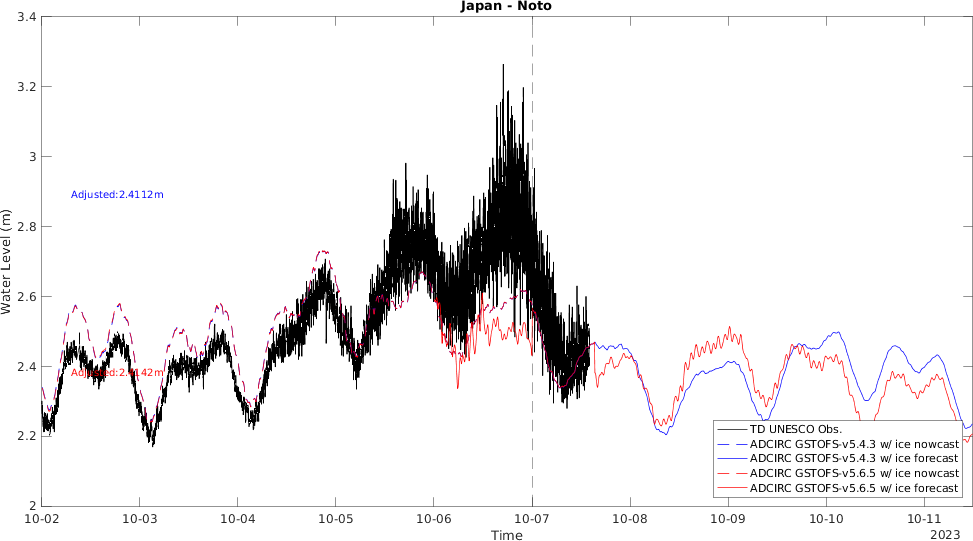 Japan - Noto
Water Level (m)
3.4
3.2
3
2.8
2.6
2.4
2.2
2
Adjusted:2.4112m
Adjusted:2.4142m
TD UNESCO Obs.
ADCIRC GSTOFS-v5.4.3 w/ ice nowcast
ADCIRC GSTOFS-v5.4.3 w/ ice forecast
ADCIRC GSTOFS-v5.6.5 w/ ice nowcast
ADCIRC GSTOFS-v5.6.5 w/ ice forecast
10-02 10-03 10-04 10-05 10-06 10-07 10-08 10-09 10-10 10-11
Time
2023